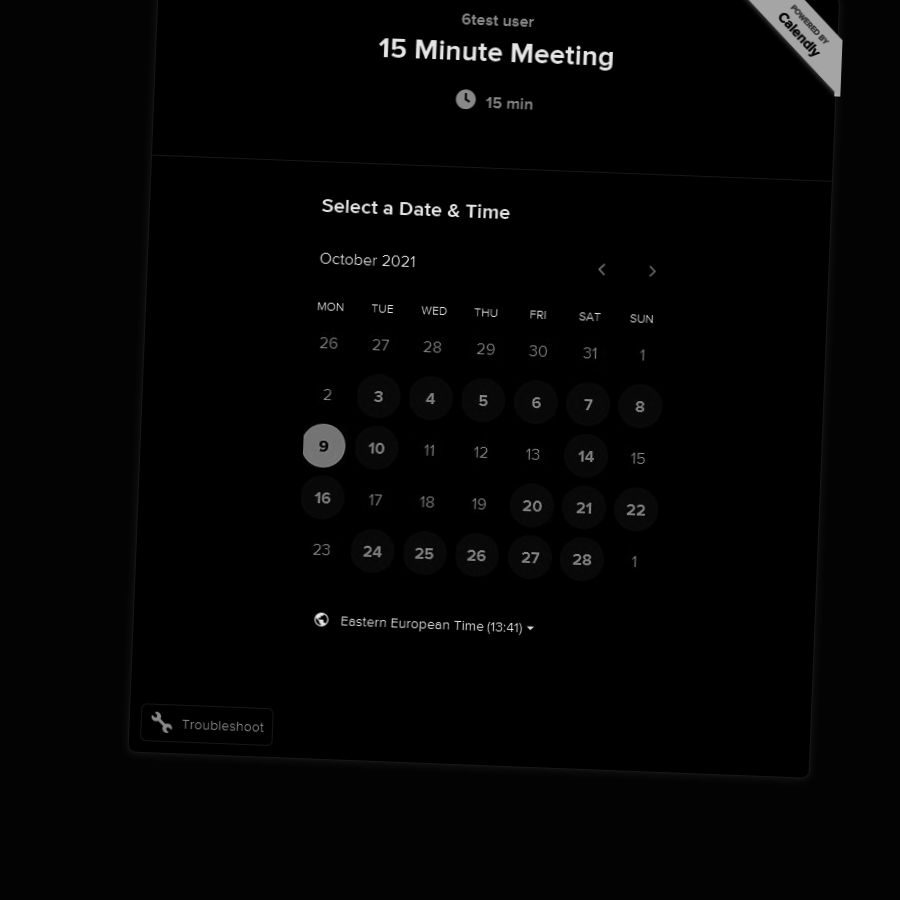 6test user
15 Minute Meeting
15 min
POWERED BY
Calendly
Select a Date & Time
October 2021
MON TUE WED THU FRI SAT SUN
26 27 28 29 30 31 1
2 3 4 5 6 7 8
9 10 11 12 13 14 15
16 17 18 19 20 21 22
23 24 25 26 27 28 1
Eastern European Time (13:41)
Troubleshoot